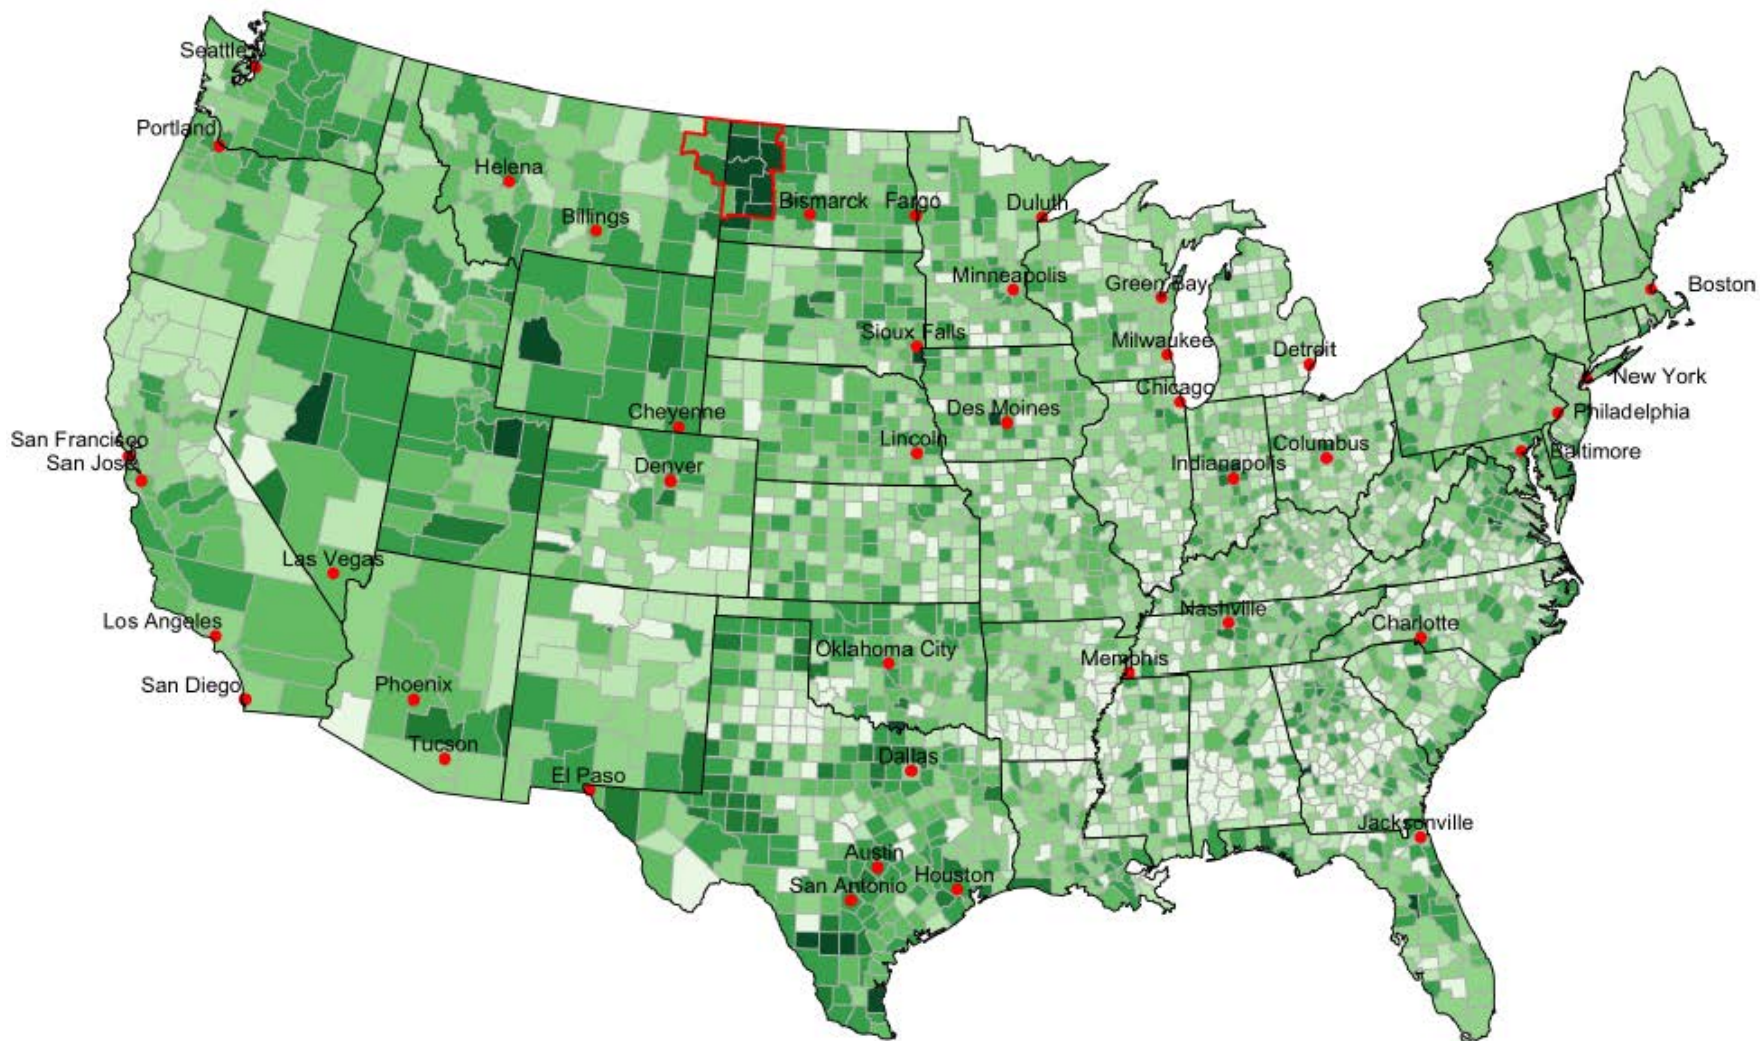 Seattle
Portland
Helena
Billings
Bismarck
Fargo
Duluth
Minneapolis
Green Bay
Boston
Sioux Falls
Milwaukee
Detroit
Chicago
New York
Cheyenne
Des Moines
Philadelphia
San Francisco
San Jose
Denver
Lincoln
Indianapolis
Columbus
Baltimore
Las Vegas
Los Angeles
Nashville
Charlotte
Oklahoma City
Memphis
San Diego
Phoenix
Tucson
El Paso
Dallas
Jacksonville
Austin
San Antonio
Houston